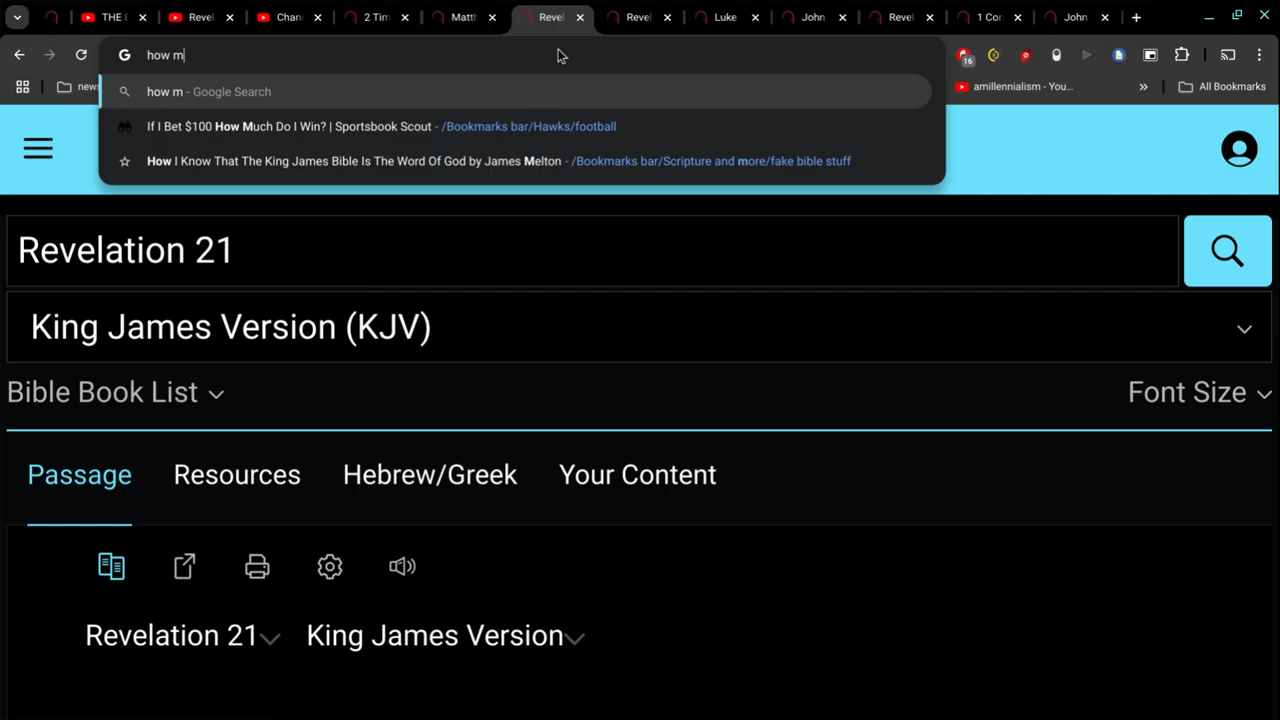 THE E
Revel
Chan
2 Tim
Matth
Revel
Revel
Luke
John
Revel
1 Cor
John
how m
16
how m - Google Search
news
amillennialism - You...
All Bookmarks
If I Bet $100 How Much Do I Win? | Sportsbook Scout - /Bookmarks bar/Hawks/football
How I Know That The King James Bible Is The Word Of God by James Melton - /Bookmarks bar/Scripture and more/fake bible stuff
Revelation 21
King James Version (KJV)
Bible Book List
Font Size
Passage
Resources
Hebrew/Greek
Your Content
Revelation 21
King James Version